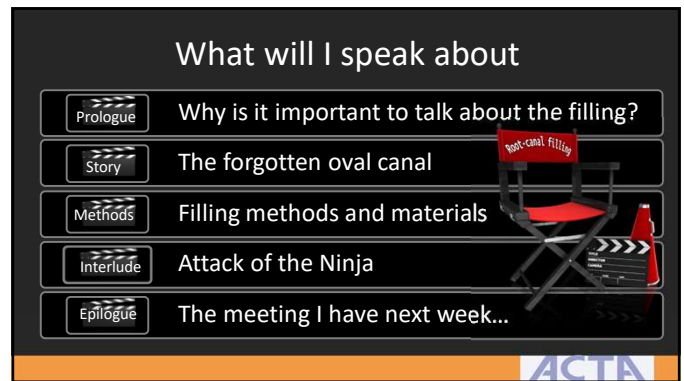 What will I speak about
Prologue Why is it important to talk about the filling?
Root-canal filling
Story The forgotten oval canal
Methods Filling methods and materials
Interlude Attack of the Ninja
Epilogue The meeting I have next week...
ACTA